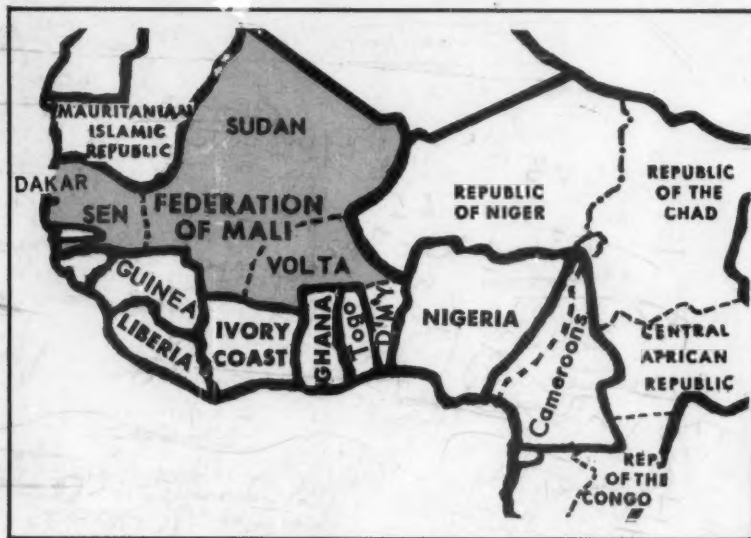 MAURITANIAN
ISLAMIC
REPUBLIC
SUDAN
DAKAR
SEN
FEDERATION
OF MALI
VOLTA
REPUBLIC
OF NIGER
REPUBLIC
OF THE
CHAD
GUINEA
LIBERIA
IVORY
COAST
GHANA
Togo
D'M'Y
NIGERIA
Cameroons
CENTRAL
AFRICAN
REPUBLIC
REP.
OF THE
CONGO